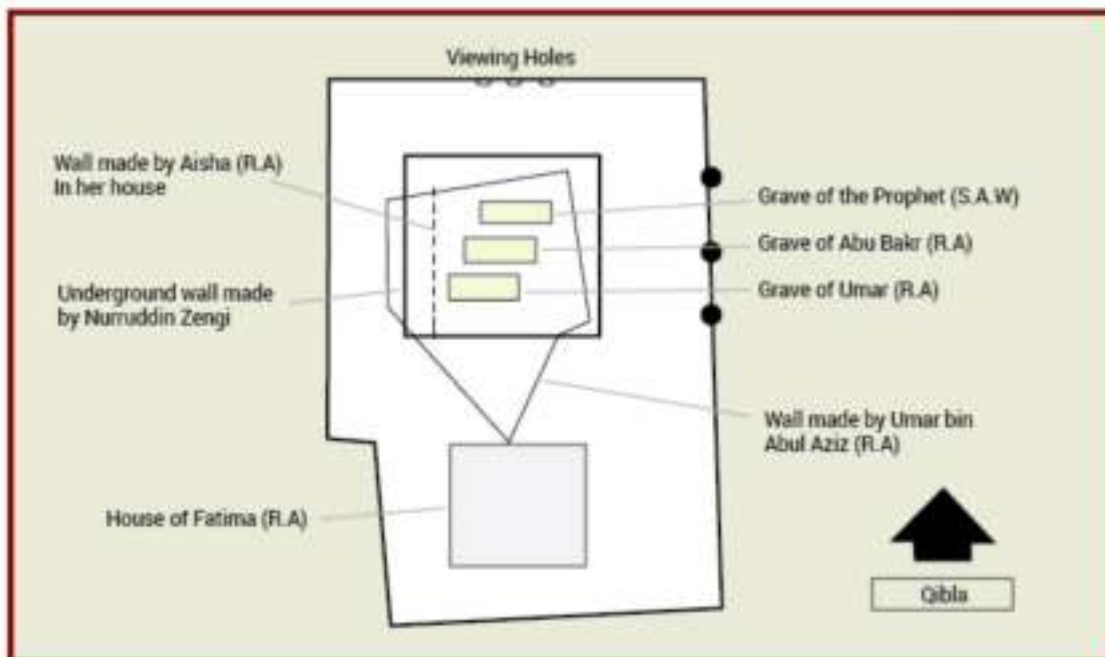 Viewing Holes
Wall made by Aisha (R.A)
In her house
Underground wall made
by Nurruddin Zengi
House of Fatima (R.A)
Grave of the Prophet (S.A.W)
Grave of Abu Bakr (R.A)
Grave of Umar (R.A)
Wall made by Umar bin
Abul Aziz (R.A)
Qibla